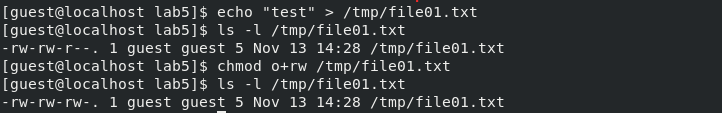 [guest@localhost lab5]$ echo "test" > /tmp/file01.txt
[guest@localhost lab5]$ ls -l /tmp/file01.txt
-rw-rw-r--. 1 guest guest 5 Nov 13 14:28 /tmp/file01.txt
[guest@localhost lab5]$ chmod o+rw /tmp/file01.txt
[guest@localhost lab5]$ ls -l /tmp/file01.txt
-rw-rw-rw-. 1 guest guest 5 Nov 13 14:28 /tmp/file01.txt